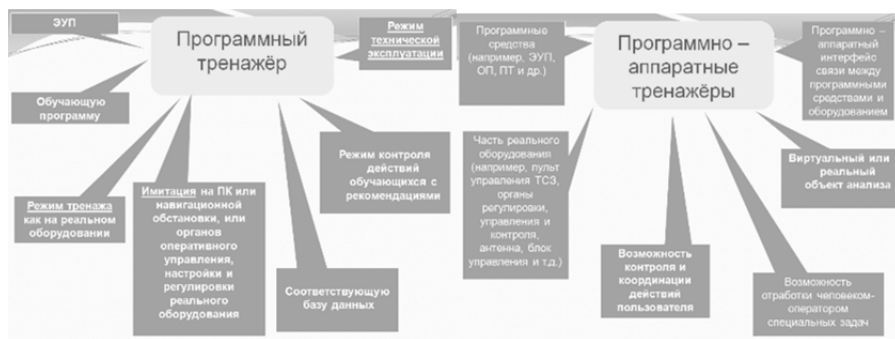 ЭУП
Программный
тренажёр
Режим
технической
эксплуатации
Обучающую
программу
Режим тренажа
как на реальном
оборудовании
Имитация на ПК или
навигационной
обстановки, или
органов
оперативного
управления,
настройки и
регулировки
реального
оборудования
Режим контроля
действий
обучающихся с
рекомендациями
Соответствующую
базу данных
Программные
средства
(например, ЭУП,
ОП, ПТ и др.)
Программно –
аппаратные
тренажёры
Программно –
аппаратный
интерфейс
связи между
программными
средствами и
оборудованием
Часть реального
оборудования
(например, пульт
управления ТСЗ,
органы
регулировки,
управления и
контроля,
антенна, блок
управления и т.д.)
Виртуальный или
реальный
объект анализа
Возможность
контроля и
координации
действий
пользователя
Возможность
отработки человеком-
оператором
специальных задач